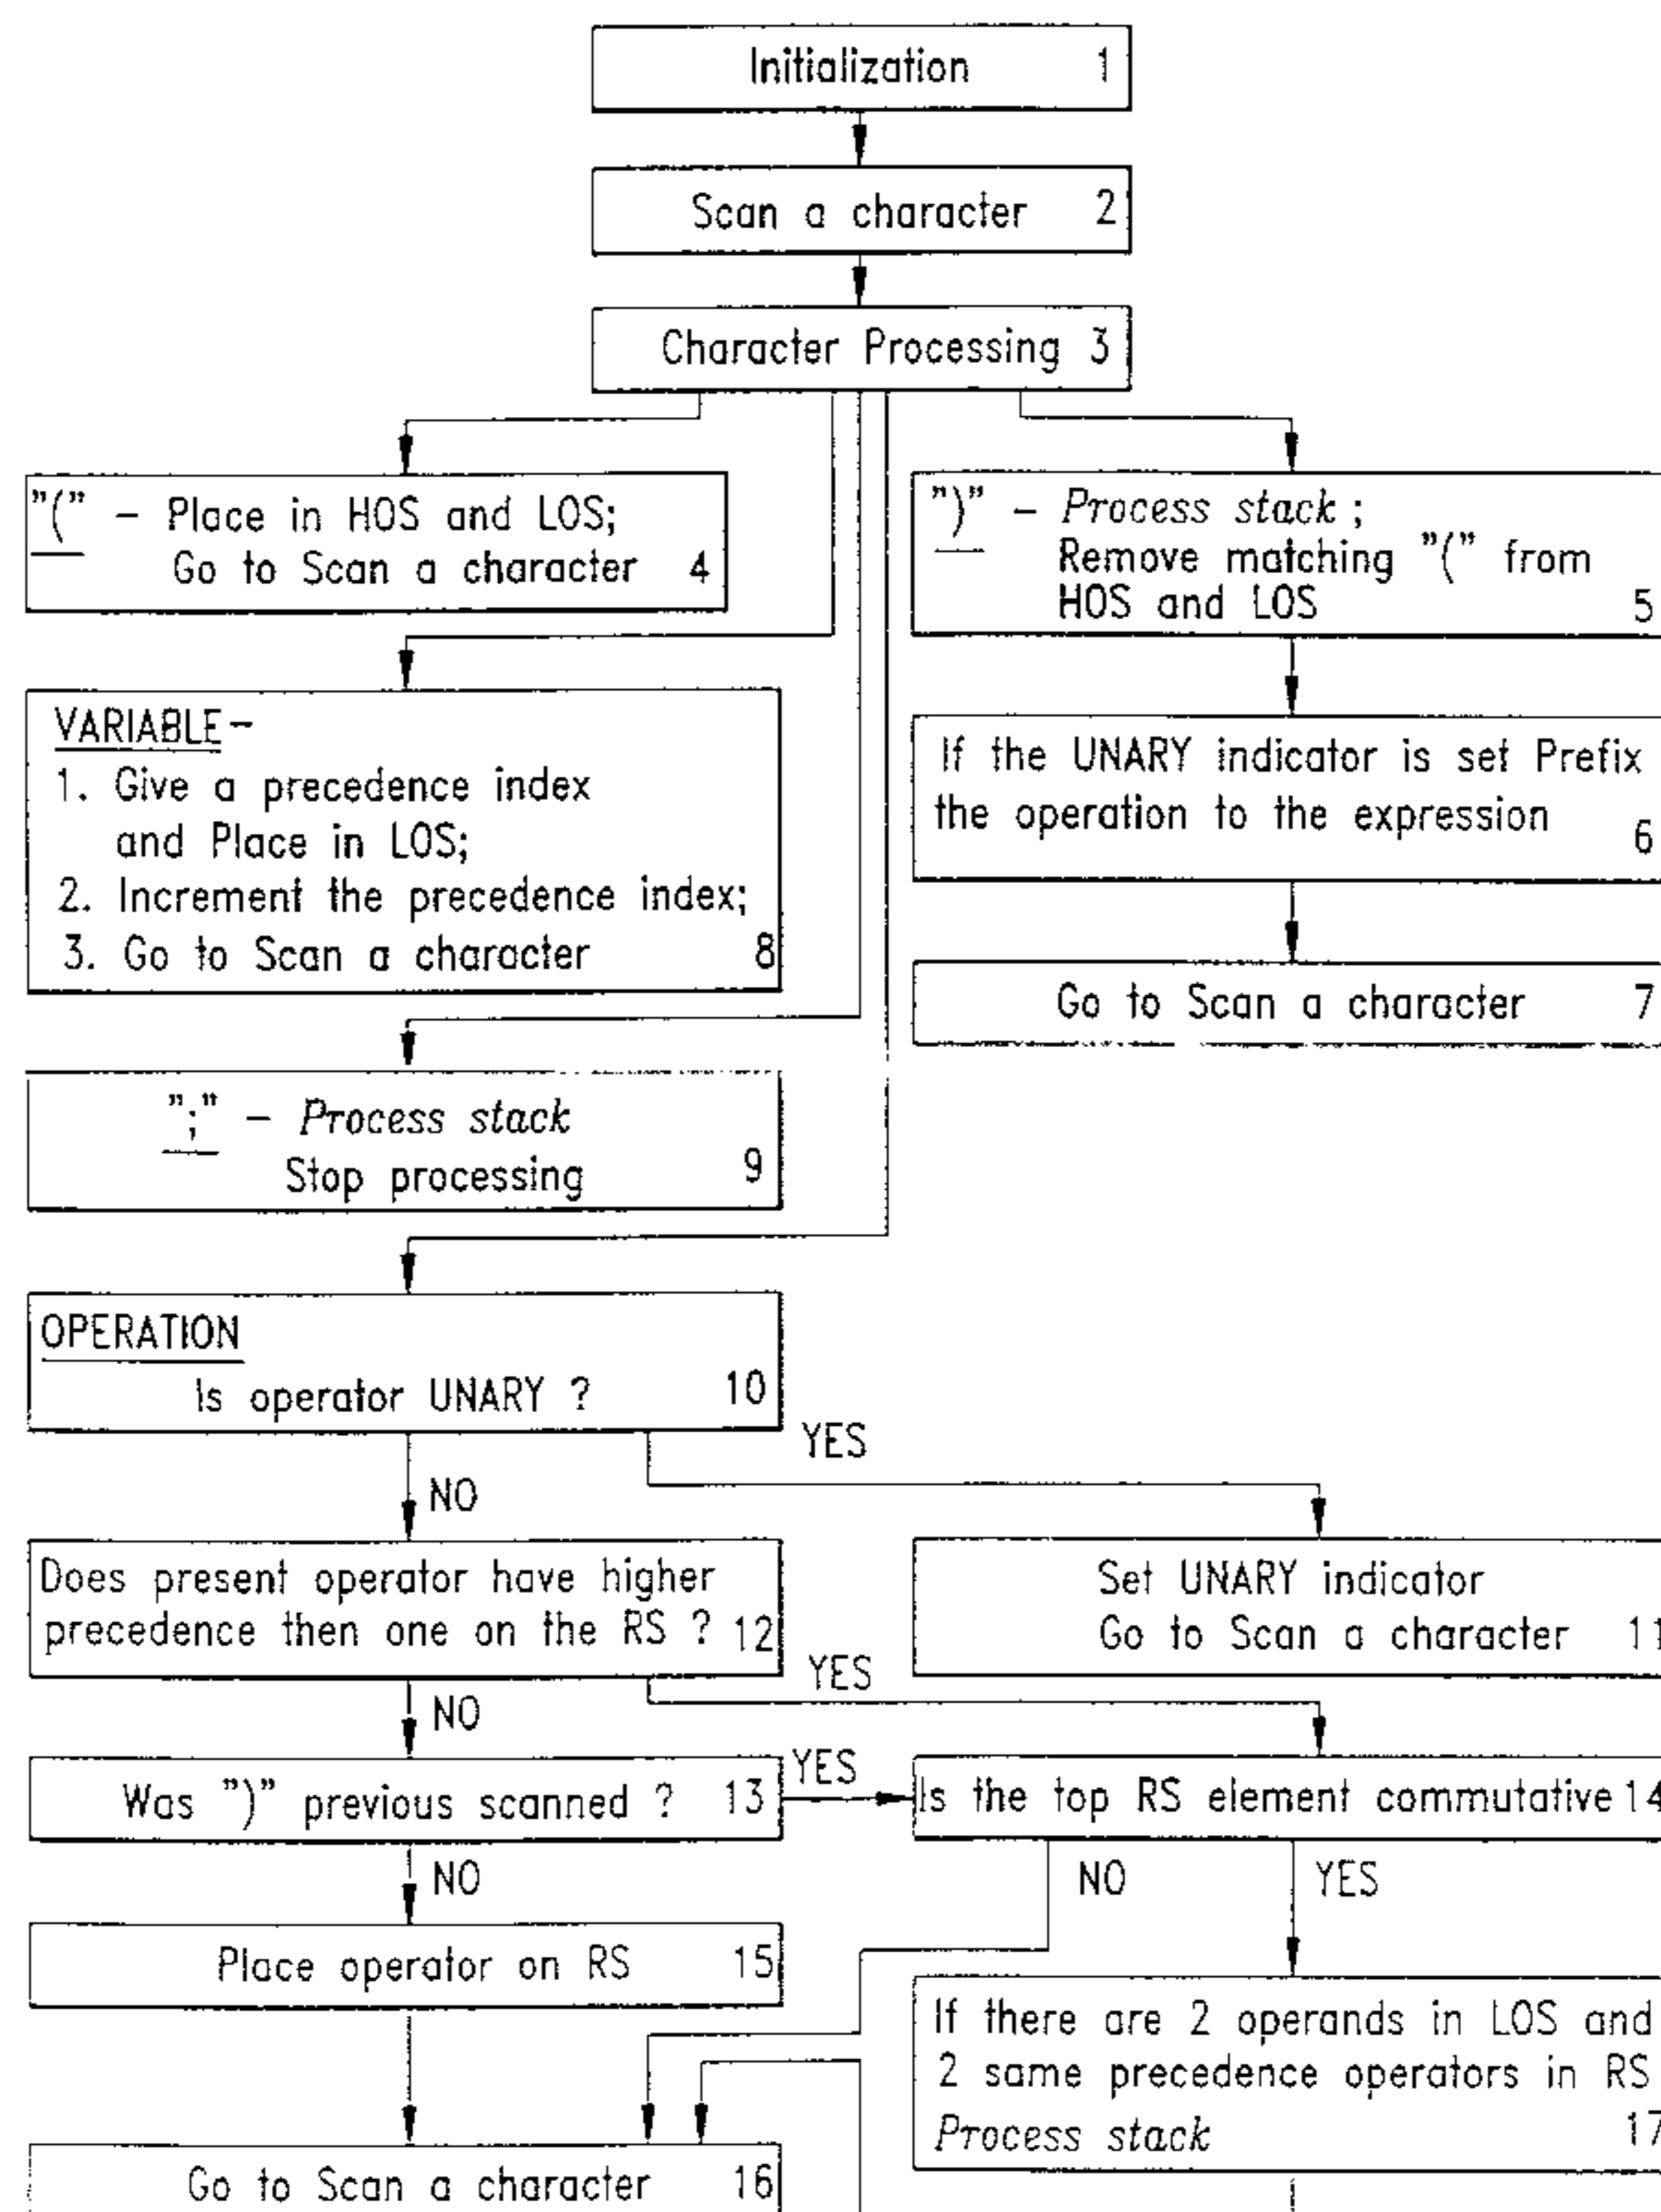 Initialization 1
Scan a character 2
Character Processing 3
"(" – Place in HOS and LOS;
Go to Scan a character 4
")" – Process stack ;
Remove matching "(" from
HOS and LOS 5
VARIABLE –
1. Give a precedence index
and Place in LOS;
2. Increment the precedence index;
3. Go to Scan a character 8
If the UNARY indicator is set Prefix
the operation to the expression
6
Go to Scan a character 7
";" – Process stack
Stop processing 9
OPERATION
Is operator UNARY ? 10
YES
NO
Does present operator have higher
precedence then one on the RS ? 12
Set UNARY indicator
Go to Scan a character 11
YES
NO
Was ")" previous scanned ? 13
YES
Is the top RS element commutative 14
NO
NO
YES
Place operator on RS 15
If there are 2 operands in LOS and
2 same precedence operators in RS
Process stack 17
Go to Scan a character 16